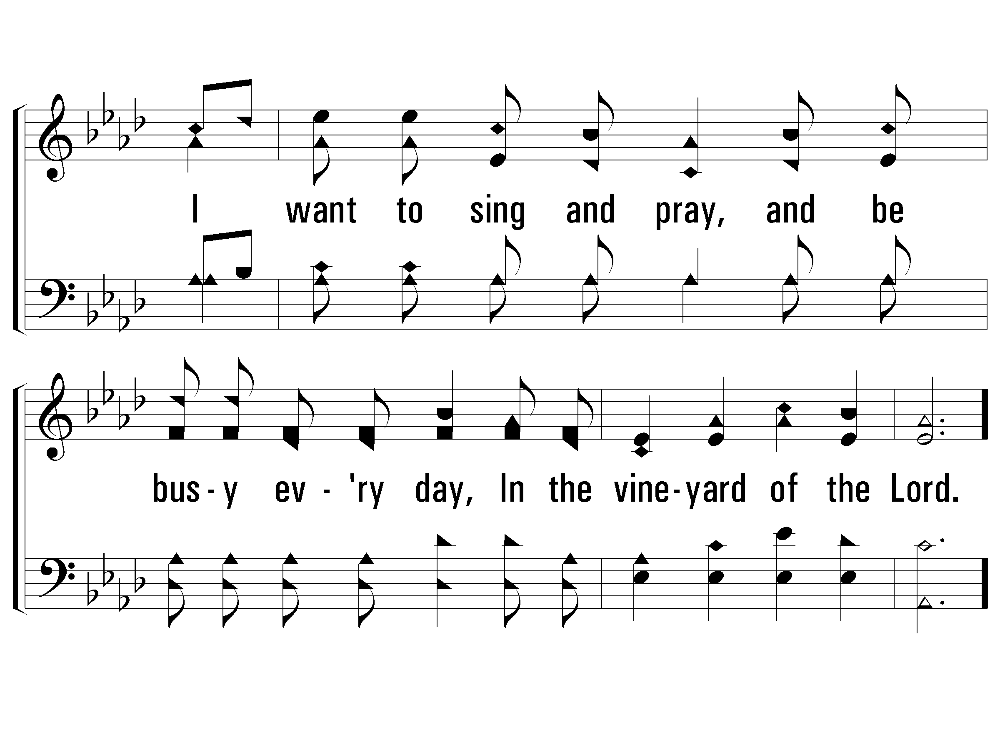 I want to sing and pray, and be
bus - y ev - 'ry day, In the vine - yard of the Lord.